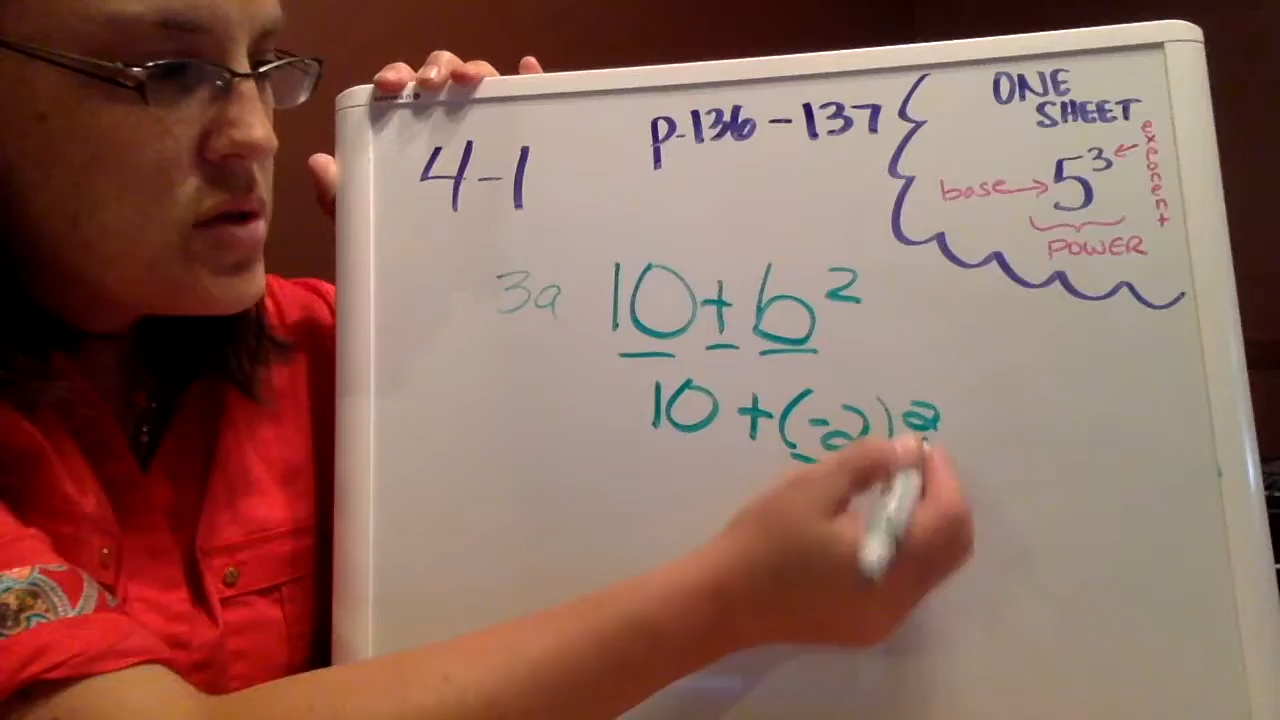 4-1
p.136-137
ONE
SHEET
base → 5³ ← exponent
POWER
3a 10 + b²
10 + (-2)²